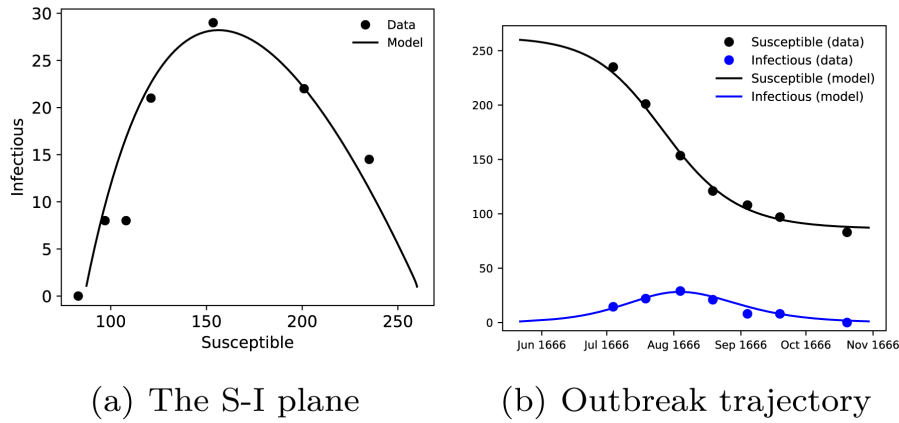 30
25
20
15
10
5
0
Infectious
Data
Model
100
150
200
250
Susceptible
(a) The S-I plane
250
200
150
100
50
0
Susceptible (data)
Infectious (data)
Susceptible (model)
Infectious (model)
Jun 1666
Jul 1666
Aug 1666
Sep 1666
Oct 1666
Nov 1666
(b) Outbreak trajectory